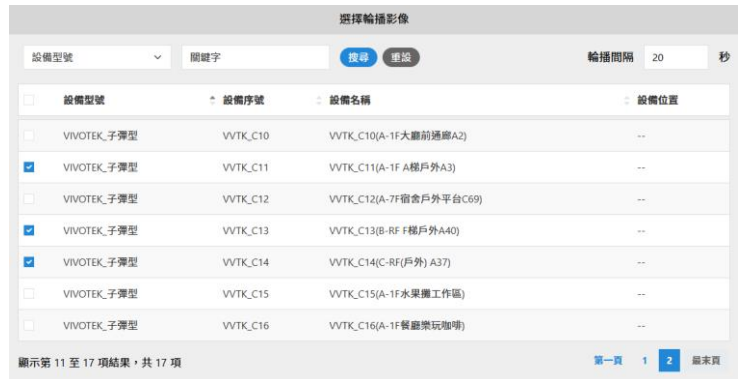 選擇輪播影像
設備型號 關鍵字 搜尋 重設 輪播間隔 20 秒
設備型號 設備序號 設備名稱 設備位置
VIVOTEK_子彈型 VVTK_C10 VVTK_C10(A-1F大廳前通廊A2) --
VIVOTEK_子彈型 VVTK_C11 VVTK_C11(A-1F A梯戶外A3) --
VIVOTEK_子彈型 VVTK_C12 VVTK_C12(A-7F宿舍戶外平台C69) --
VIVOTEK_子彈型 VVTK_C13 VVTK_C13(B-RF F梯戶外A40) --
VIVOTEK_子彈型 VVTK_C14 VVTK_C14(C-RF(戶外) A37) --
VIVOTEK_子彈型 VVTK_C15 VVTK_C15(A-1F水果攤工作區) --
VIVOTEK_子彈型 VVTK_C16 VVTK_C16(A-1F餐廳樂玩咖啡) --
顯示第 11 至 17 項結果，共 17 項 第一頁 1 2 最末頁